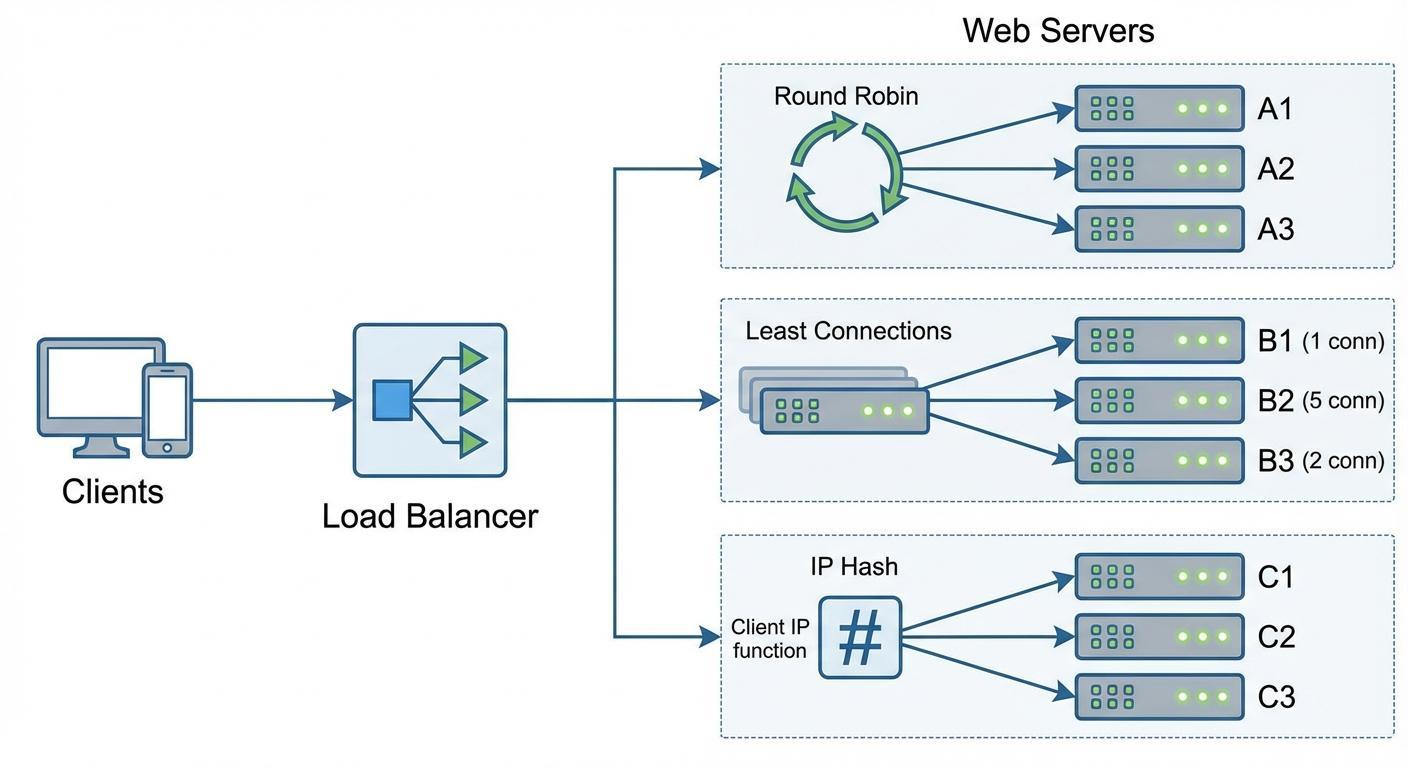 Web Servers
Round Robin
A1
A2
A3
Least Connections
B1 (1 conn)
B2 (5 conn)
B3 (2 conn)
Clients
Load Balancer
IP Hash
Client IP
function
#
C1
C2
C3